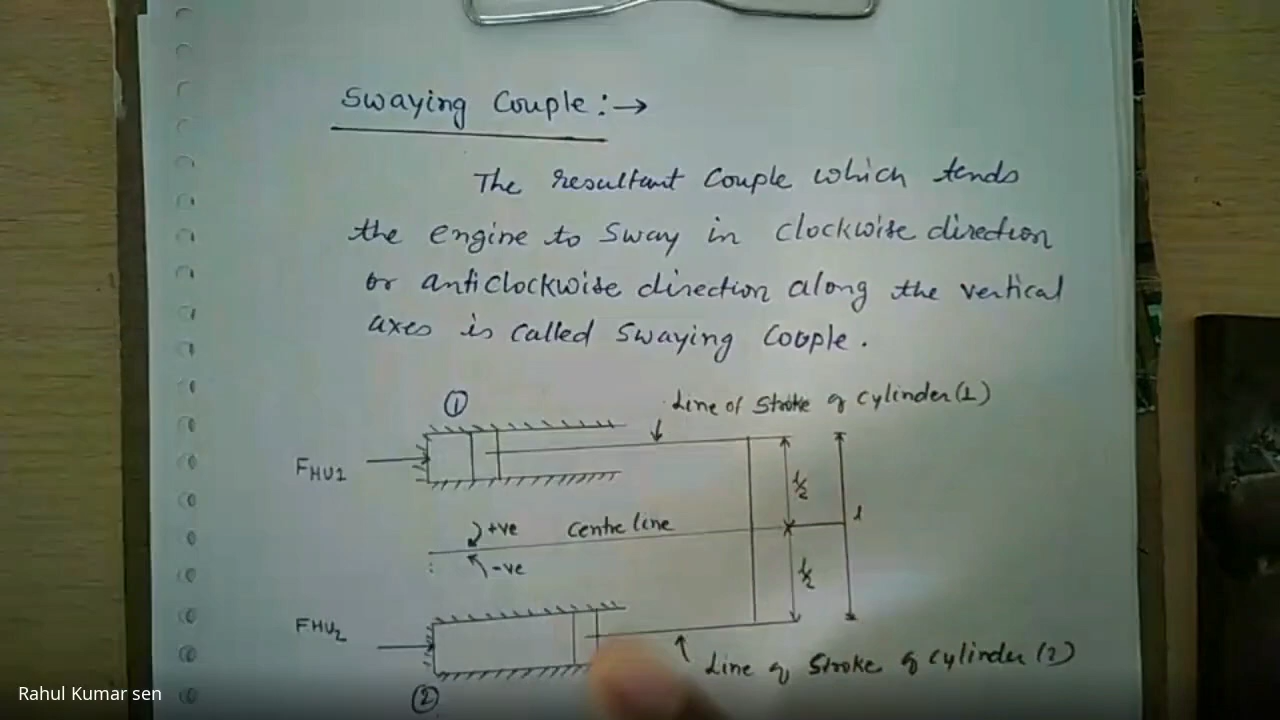 Swaying Couple :→
The resultant Couple which tends
the engine to sway in clockwise direction
or anticlockwise direction along the vertical
axes is called swaying couple.
①
Line of Stroke of cylinder (1)
FHU1
l/2
+ve
Centre line
l
-ve
l/2
FHU2
Line of Stroke of cylinder (2)
②
Rahul Kumar sen